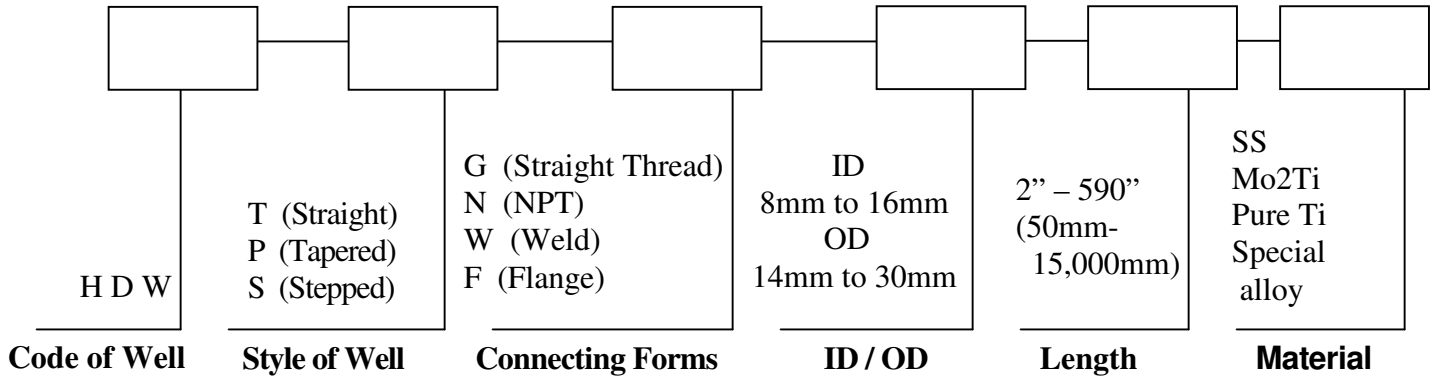 H D W
Code of Well
T (Straight)
P (Tapered)
S (Stepped)
Style of Well
G (Straight Thread)
N (NPT)
W (Weld)
F (Flange)
Connecting Forms
ID
8mm to 16mm
OD
14mm to 30mm
ID / OD
2” – 590”
(50mm-
15,000mm)
Length
SS
Mo2Ti
Pure Ti
Special
alloy
Material